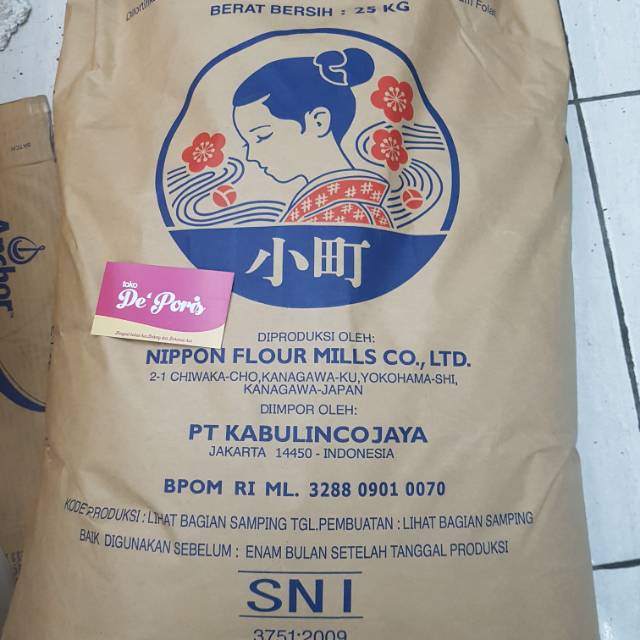 BERAT BERSIH : 25 KG
小町
toko
De' Poris
DIPRODUKSI OLEH:
NIPPON FLOUR MILLS CO., LTD.
2-1 CHIWAKA-CHO,KANAGAWA-KU,YOKOHAMA-SHI,
KANAGAWA-JAPAN
DIIMPOR OLEH:
PT KABULINCOJAYA
JAKARTA 14450 - INDONESIA
BPOM RI ML. 3288 0901 0070
KODE PRODUKSI : LIHAT BAGIAN SAMPING TGL.PEMBUATAN : LIHAT BAGIAN SAMPING
BAIK DIGUNAKAN SEBELUM : ENAM BULAN SETELAH TANGGAL PRODUKSI
SNI
3751:2009
Anchor